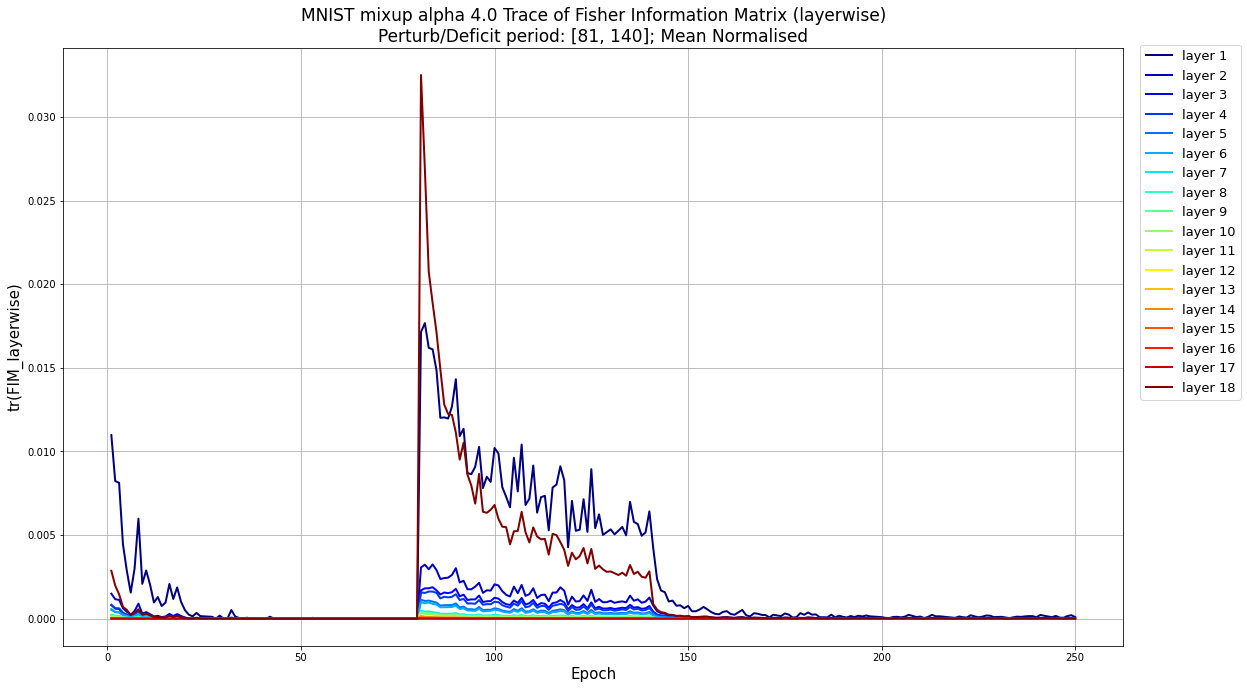 MNIST mixup alpha 4.0 Trace of Fisher Information Matrix (layerwise)
Perturb/Deficit period: [81, 140]; Mean Normalised
tr(FIM_layerwise)
0.030
0.025
0.020
0.015
0.010
0.005
0.000
0
50
100
150
200
250
Epoch
layer 1
layer 2
layer 3
layer 4
layer 5
layer 6
layer 7
layer 8
layer 9
layer 10
layer 11
layer 12
layer 13
layer 14
layer 15
layer 16
layer 17
layer 18